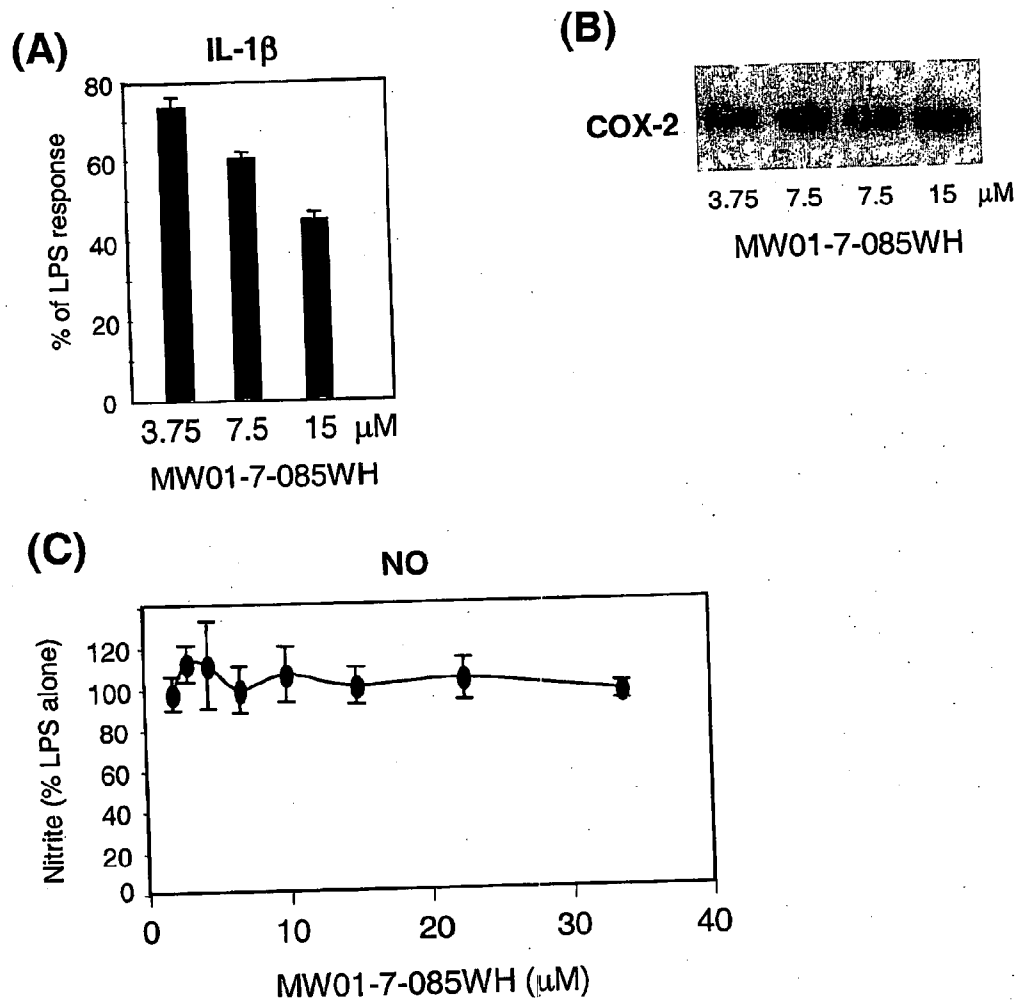 (A)
IL-1β
% of LPS response
80
60
40
20
0
3.75 7.5 15 μM
MW01-7-085WH
(B)
COX-2
3.75 7.5 7.5 15 μM
MW01-7-085WH
(C)
NO
Nitrite (% LPS alone)
120
100
80
60
40
20
0
0 10 20 30 40
MW01-7-085WH (μM)